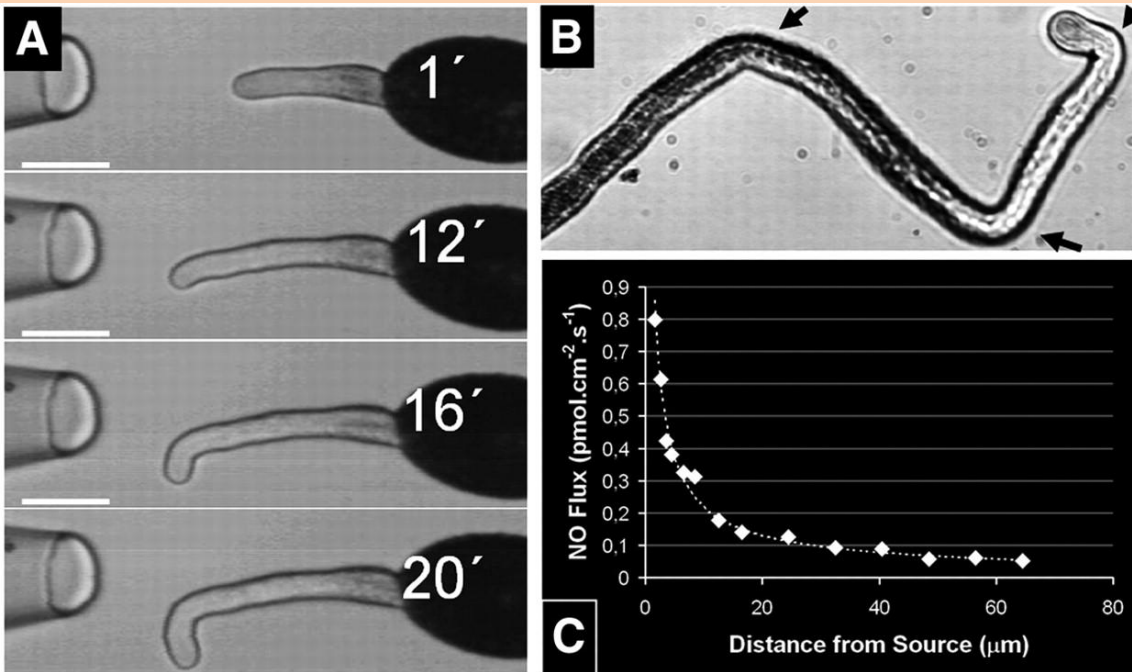 A
1´
12´
16´
20´
B
0,9
0,8
0,7
0,6
0,5
0,4
0,3
0,2
0,1
0
NO Flux (pmol.cm-2.s-1)
0 20 40 60 80
Distance from Source (µm)
C